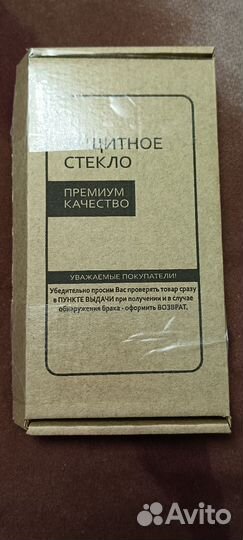 ЩИТНОЕ
СТЕКЛО
ПРЕМИУМ
КАЧЕСТВО
УВАЖАЕМЫЕ ПОКУПАТЕЛИ!
Убедительно просим Вас проверять товар сразу
в ПУНКТЕ ВЫДАЧИ при получении и в случае
обнаружения брака - оформить ВОЗВРАТ.
Avito